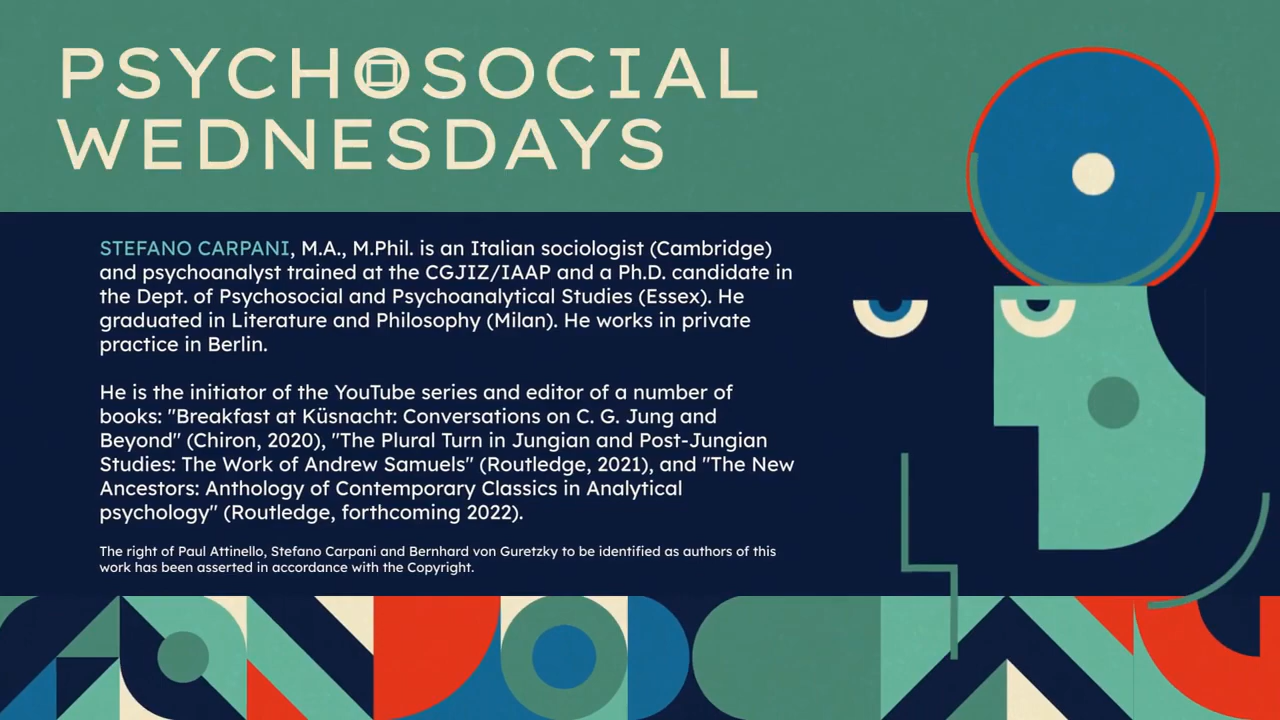 PSYCHOSOCIAL
WEDNESDAYS
STEFANO CARPANI, M.A., M.Phil. is an Italian sociologist (Cambridge)
and psychoanalyst trained at the CGJIZ/IAAP and a Ph.D. candidate in
the Dept. of Psychosocial and Psychoanalytical Studies (Essex). He
graduated in Literature and Philosophy (Milan). He works in private
practice in Berlin.
He is the initiator of the YouTube series and editor of a number of
books: "Breakfast at Küsnacht: Conversations on C. G. Jung and
Beyond" (Chiron, 2020), "The Plural Turn in Jungian and Post-Jungian
Studies: The Work of Andrew Samuels" (Routledge, 2021), and "The New
Ancestors: Anthology of Contemporary Classics in Analytical
psychology" (Routledge, forthcoming 2022).
The right of Paul Attinello, Stefano Carpani and Bernhard von Guretzky to be identified as authors of this
work has been asserted in accordance with the Copyright.